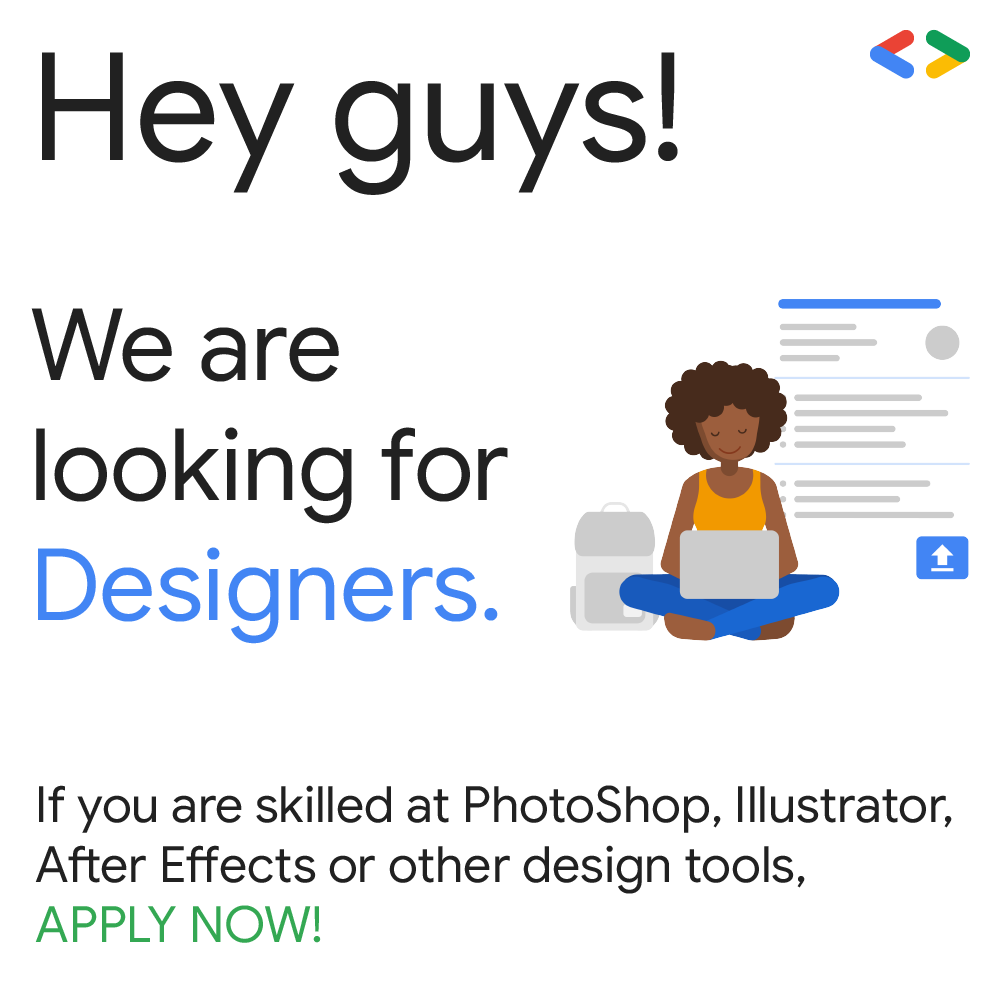 Hey guys!
We are
looking for
Designers.
If you are skilled at PhotoShop, Illustrator,
After Effects or other design tools,
APPLY NOW!